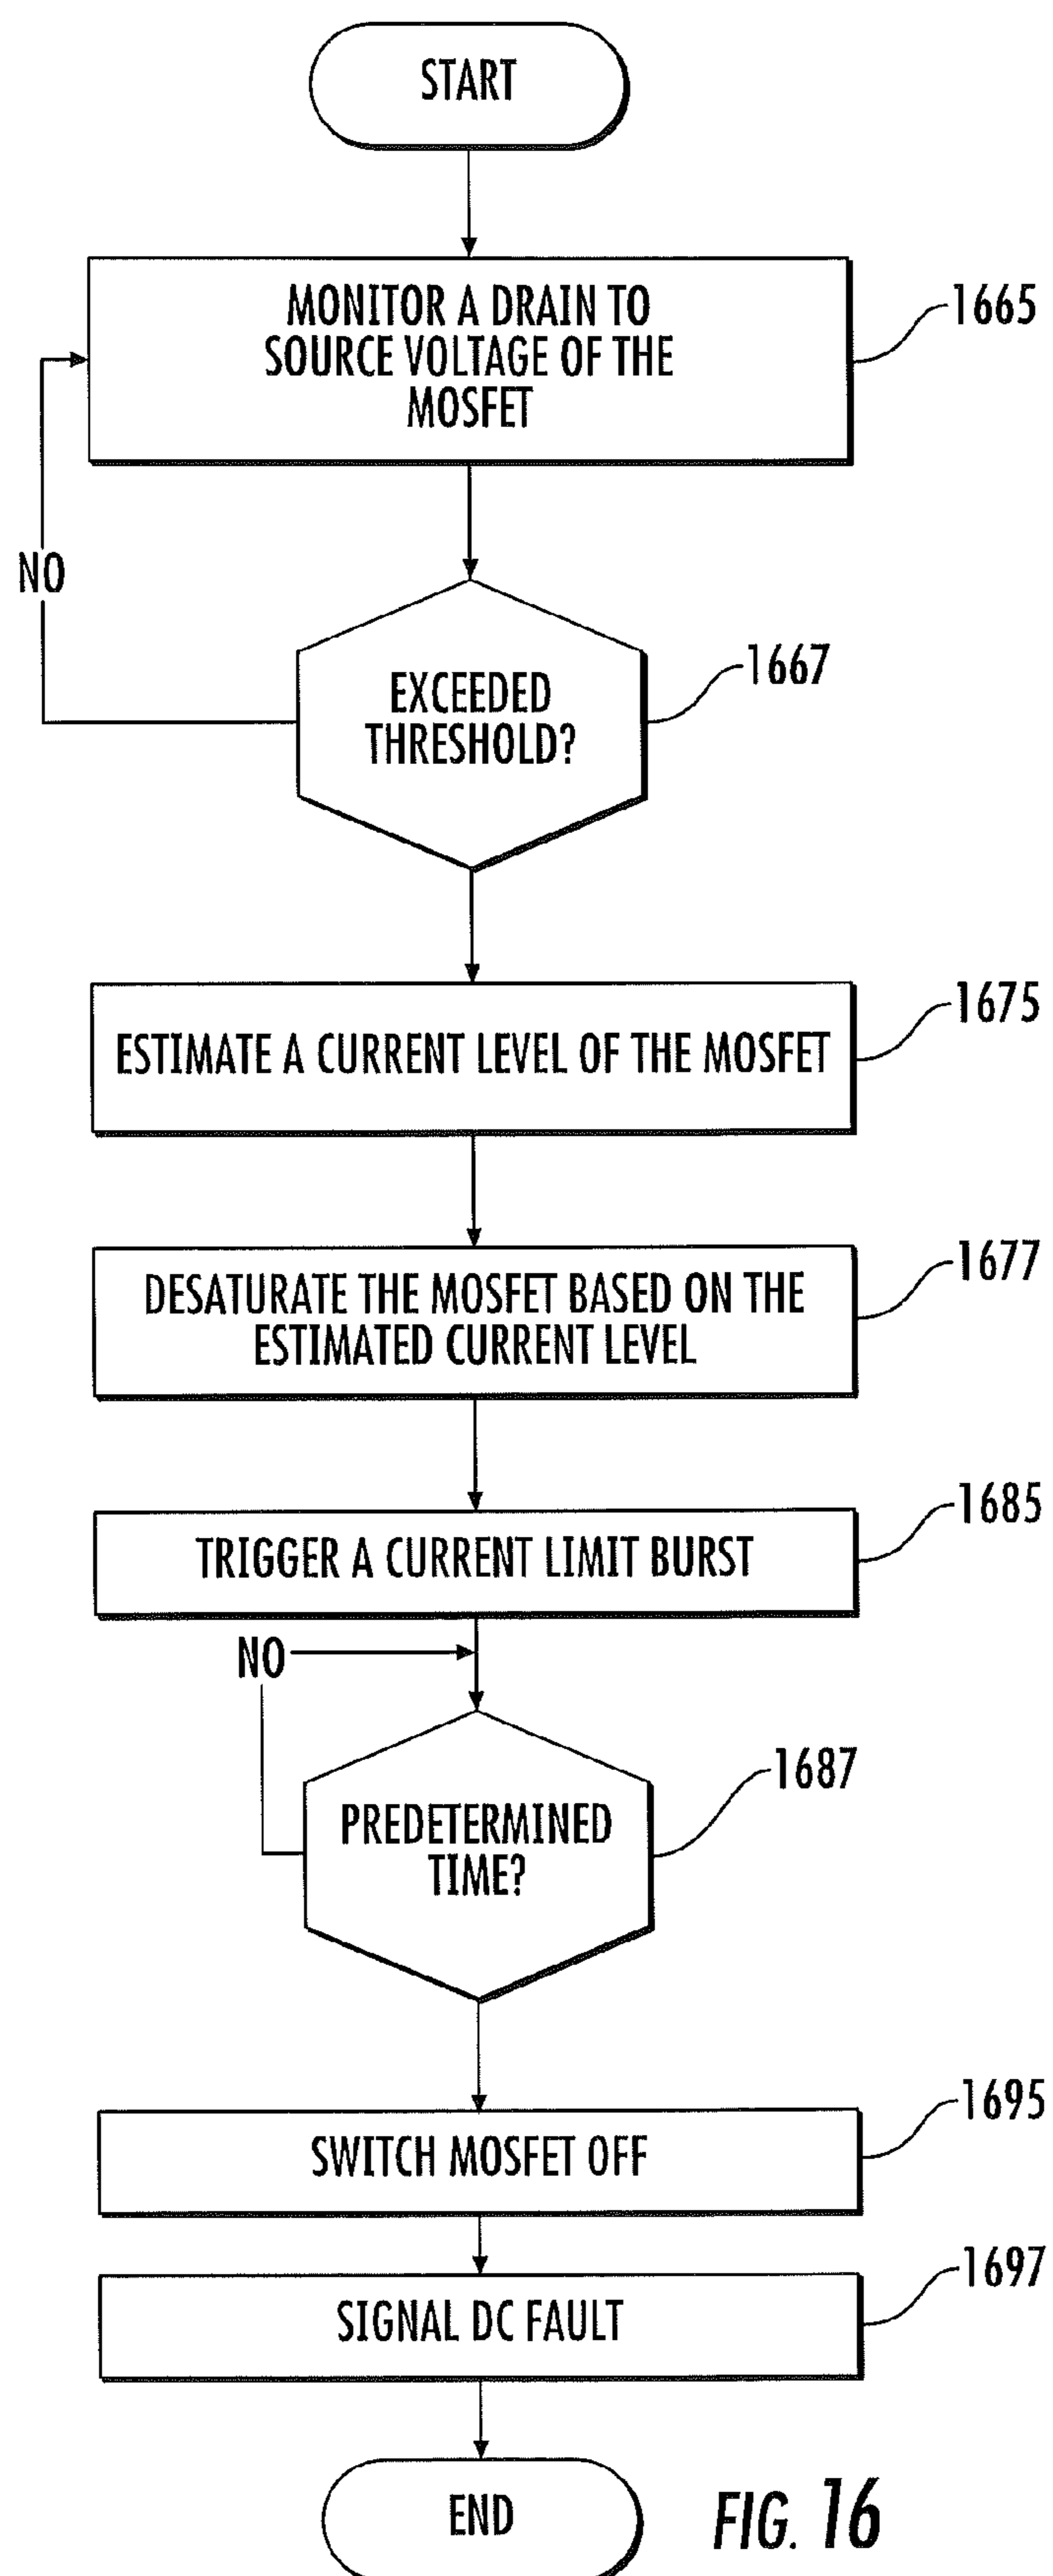 START
MONITOR A DRAIN TO
SOURCE VOLTAGE OF THE
MOSFET
1665
NO
EXCEEDED
THRESHOLD?
1667
ESTIMATE A CURRENT LEVEL OF THE MOSFET
1675
DESATURATE THE MOSFET BASED ON THE
ESTIMATED CURRENT LEVEL
1677
TRIGGER A CURRENT LIMIT BURST
1685
NO
PREDETERMINED
TIME?
1687
SWITCH MOSFET OFF
1695
SIGNAL DC FAULT
1697
END
FIG. 16